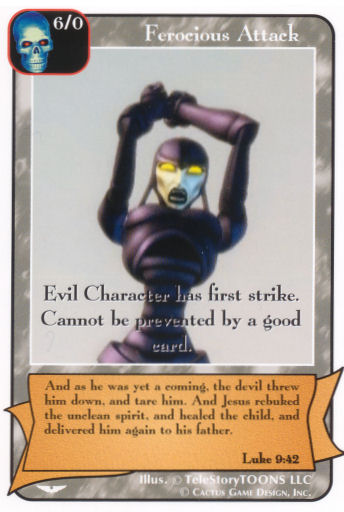 6/0
Ferocious Attack
Evil Character has first strike.
Cannot be prevented by a good
card.
And as he was yet a coming, the devil threw
him down, and tare him. And Jesus rebuked
the unclean spirit, and healed the child, and
delivered him again to his father.
Luke 9:42
Illus. © TeleStoryTOONS LLC
© Cactus Game Design, Inc.